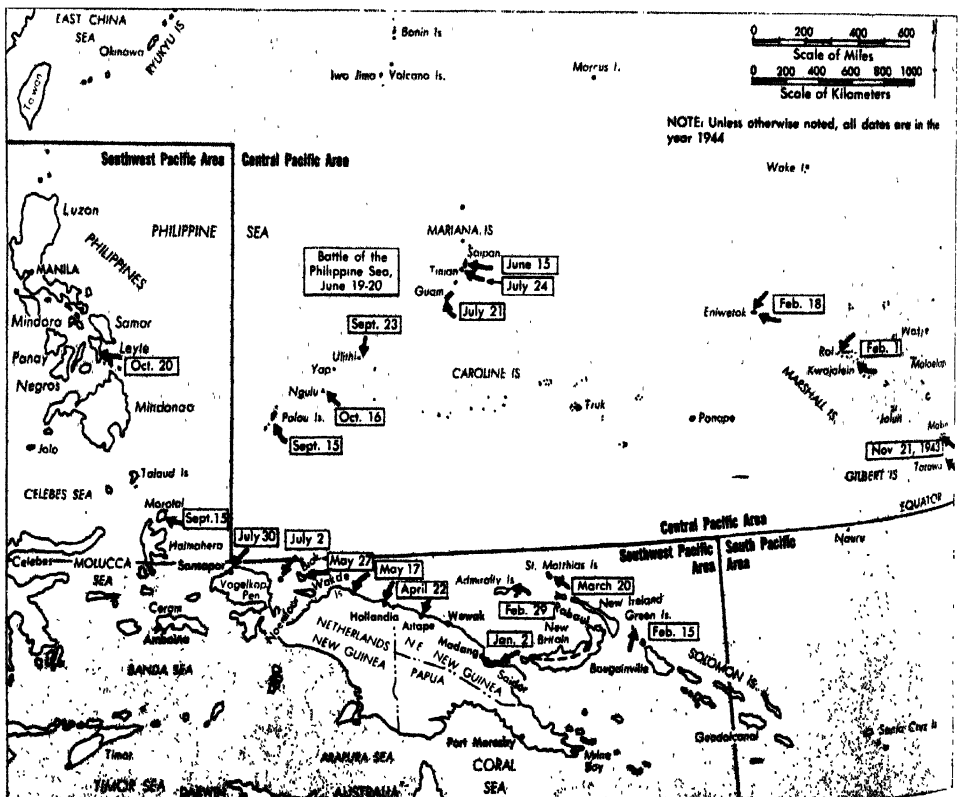 EAST CHINA
SEA
Okinawa
RYUKYU IS
Taiwan
Bonin Is
Iwo Jima
Volcano Is.
Marcus I.
0 200 400 600
Scale of Miles
0 200 400 600 800 1000
Scale of Kilometers
NOTE: Unless otherwise noted, all dates are in the
year 1944
Southwest Pacific Area
Central Pacific Area
Wake I.
Luzon
PHILIPPINES
PHILIPPINE SEA
MANILA
Mindoro
Samar
Panay
Leyte
Oct. 20
Negros
Mindanao
Jolo
MARIANA IS
Saipan
June 15
Tinian
July 24
Guam
July 21
Battle of the
Philippine Sea,
June 19-20
Sept. 23
Ulithi
Yap
Ngulu
Oct. 16
Palau Is.
Sept. 15
CAROLINE IS
Truk
Ponape
Eniwetok
Feb. 18
Roi
Feb. 1
Kwajalein
Wotje
Maloelap
MARSHALL IS.
Jaluit
Nov 21, 1943
Tarawa
GILBERT IS
EQUATOR
Talaud Is
CELEBES SEA
Morotai
Sept. 15
Halmahera
Celebes
MOLUCCA
SEA
Sansapor
July 30
July 2
Vogelkop
Pen
Wakde
Is
May 27
May 17
April 22
Hollandia
Aitape
Wewak
Madang
Saidor
Jan. 2
Admiralty Is
Feb. 29
St. Matthias Is
March 20
New Ireland
Rabaul
New
Britain
Green Is.
Feb. 15
Bougainville
SOLOMON IS.
Guadalcanal
Central Pacific Area
Southwest Pacific
Area
South Pacific
Area
Nauru
Santa Cruz Is
Ceram
Amboina
BANDA SEA
NETHERLANDS
NEW GUINEA
N E NEW GUINEA
PAPUA
Port Moresby
Milne
Bay
Timor
TIMOR SEA
DARWIN
ARAFURA SEA
AUSTRALIA
CORAL
SEA